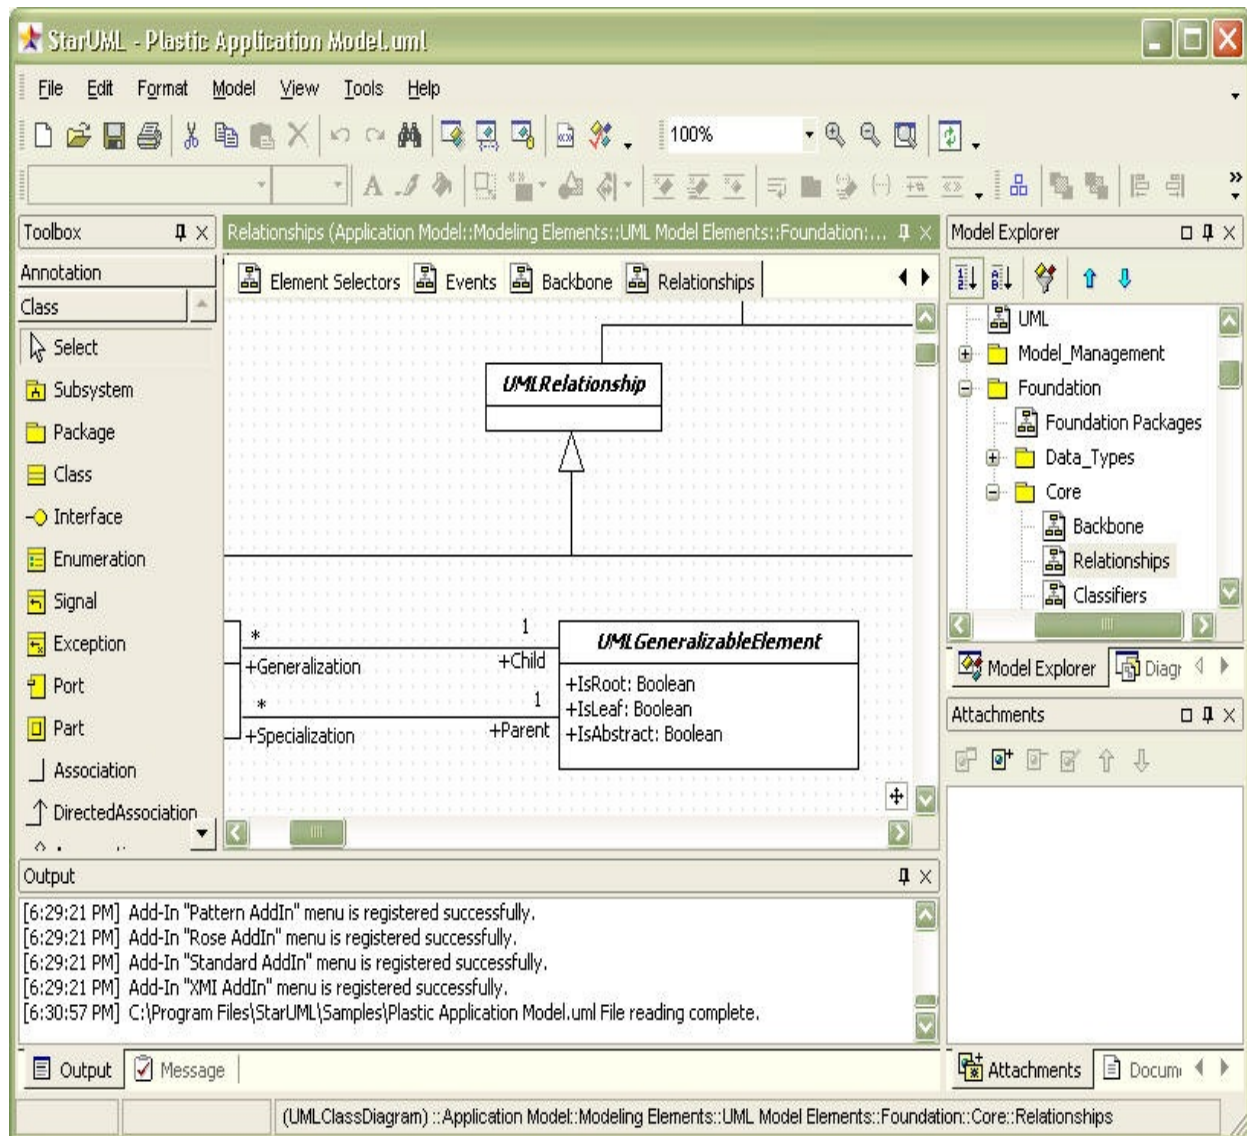 StarUML - Plastic Application Model.uml
File Edit Format Model View Tools Help
100%
Toolbox
Annotation
Class
Select
Subsystem
Package
Class
Interface
Enumeration
Signal
Exception
Port
Part
Association
DirectedAssociation
Relationships (Application Model::Modeling Elements::UML Model Elements::Foundation:...
Element Selectors Events Backbone Relationships
UMLRelationship
* 1
+Generalization +Child
* 1
+Specialization +Parent
UMLGeneralizableElement
+IsRoot: Boolean
+IsLeaf: Boolean
+IsAbstract: Boolean
Model Explorer
UML
Model_Management
Foundation
Foundation Packages
Data_Types
Core
Backbone
Relationships
Classifiers
Model Explorer Diagr
Attachments
Attachments Docum
Output
[6:29:21 PM] Add-In "Pattern AddIn" menu is registered successfully.
[6:29:21 PM] Add-In "Rose AddIn" menu is registered successfully.
[6:29:21 PM] Add-In "Standard AddIn" menu is registered successfully.
[6:29:21 PM] Add-In "XMI AddIn" menu is registered successfully.
[6:30:57 PM] C:\Program Files\StarUML\Samples\Plastic Application Model.uml File reading complete.
Output Message
(UMLClassDiagram) ::Application Model::Modeling Elements::UML Model Elements::Foundation::Core::Relationships